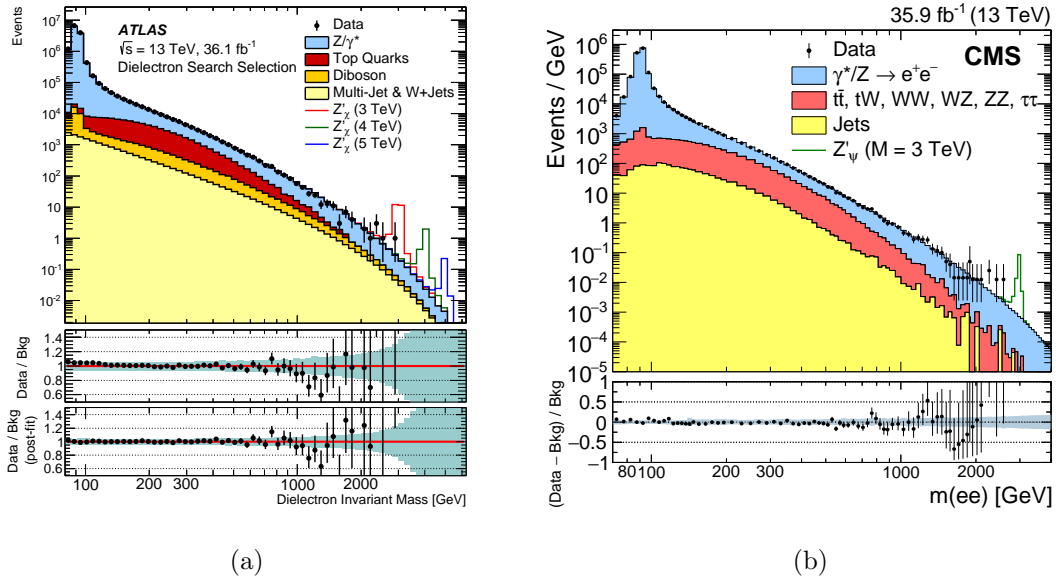 Events
10⁷
10⁶
10⁵
10⁴
10³
10²
10
1
10⁻¹
10⁻²
ATLAS
√s = 13 TeV, 36.1 fb⁻¹
Dielectron Search Selection
Data
Z/γ*
Top Quarks
Diboson
Multi-Jet & W+Jets
Z'χ (3 TeV)
Z'χ (4 TeV)
Z'χ (5 TeV)
Data / Bkg
1.4
1.2
1
0.8
0.6
Data / Bkg
(post-fit)
1.4
1.2
1
0.8
0.6
100 200 300 1000 2000
Dielectron Invariant Mass [GeV]
(a)
35.9 fb⁻¹ (13 TeV)
CMS
Events / GeV
10⁶
10⁵
10⁴
10³
10²
10
1
10⁻¹
10⁻²
10⁻³
10⁻⁴
10⁻⁵
Data
γ*/Z → e⁺e⁻
tt̄, tW, WW, WZ, ZZ, ττ
Jets
Z'ψ (M = 3 TeV)
(Data − Bkg) / Bkg
1
0.5
0
−0.5
−1
70 100 200 300 1000 2000
m(ee) [GeV]
(b)